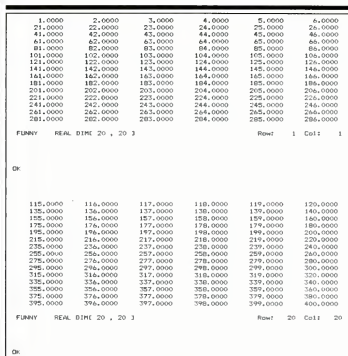 1.0000 2.0000 3.0000 4.0000 5.0000 6.0000
21.0000 22.0000 23.0000 24.0000 25.0000 26.0000
41.0000 42.0000 43.0000 44.0000 45.0000 46.0000
61.0000 62.0000 63.0000 64.0000 65.0000 66.0000
81.0000 82.0000 83.0000 84.0000 85.0000 86.0000
101.0000 102.0000 103.0000 104.0000 105.0000 106.0000
121.0000 122.0000 123.0000 124.0000 125.0000 126.0000
141.0000 142.0000 143.0000 144.0000 145.0000 146.0000
161.0000 162.0000 163.0000 164.0000 165.0000 166.0000
181.0000 182.0000 183.0000 184.0000 185.0000 186.0000
201.0000 202.0000 203.0000 204.0000 205.0000 206.0000
221.0000 222.0000 223.0000 224.0000 225.0000 226.0000
241.0000 242.0000 243.0000 244.0000 245.0000 246.0000
261.0000 262.0000 263.0000 264.0000 265.0000 266.0000
281.0000 282.0000 283.0000 284.0000 285.0000 286.0000
FUNNY REAL DIM[ 20 , 20 ] Row: 1 Col: 1
OK
115.0000 116.0000 117.0000 118.0000 119.0000 120.0000
135.0000 136.0000 137.0000 138.0000 139.0000 140.0000
155.0000 156.0000 157.0000 158.0000 159.0000 160.0000
175.0000 176.0000 177.0000 178.0000 179.0000 180.0000
195.0000 196.0000 197.0000 198.0000 199.0000 200.0000
215.0000 216.0000 217.0000 218.0000 219.0000 220.0000
235.0000 236.0000 237.0000 238.0000 239.0000 240.0000
255.0000 256.0000 257.0000 258.0000 259.0000 260.0000
275.0000 276.0000 277.0000 278.0000 279.0000 280.0000
295.0000 296.0000 297.0000 298.0000 299.0000 300.0000
315.0000 316.0000 317.0000 318.0000 319.0000 320.0000
335.0000 336.0000 337.0000 338.0000 339.0000 340.0000
355.0000 356.0000 357.0000 358.0000 359.0000 360.0000
375.0000 376.0000 377.0000 378.0000 379.0000 380.0000
395.0000 396.0000 397.0000 398.0000 399.0000 400.0000
FUNNY REAL DIM[ 20 , 20 ] Row: 20 Col: 20
OK